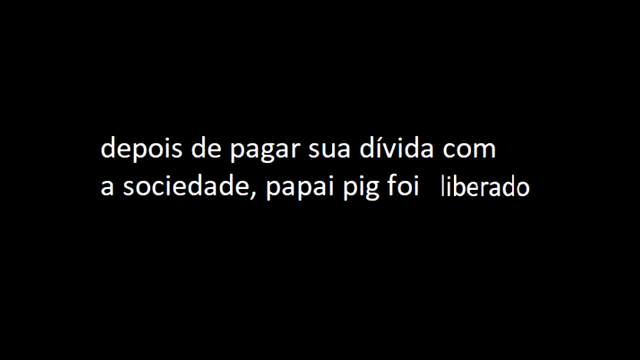 depois de pagar sua dívida com
a sociedade, papai pig foi liberado